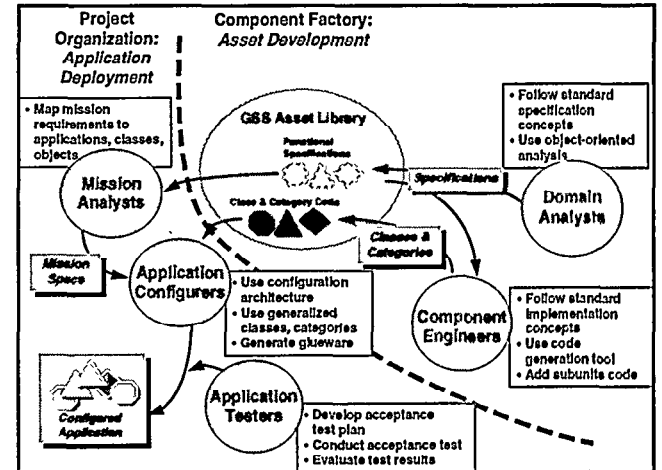 Project
Organization:
Application
Deployment
Component Factory:
Asset Development
• Map mission
requirements to
applications, classes,
objects
GSS Asset Library
Functional
Specifications
• Follow standard
specification
concepts
• Use object-oriented
analysis
Mission
Analysts
Specifications
Domain
Analysts
Class & Category Code
Classes &
Categories
Mission
Specs
Application
Configurers
• Use configuration
architecture
• Use generalized
classes, categories
• Generate glueware
Component
Engineers
• Follow standard
implementation
concepts
• Use code
generation tool
• Add subunits code
Configured
Application
Application
Testers
• Develop acceptance
test plan
• Conduct acceptance test
• Evaluate test results